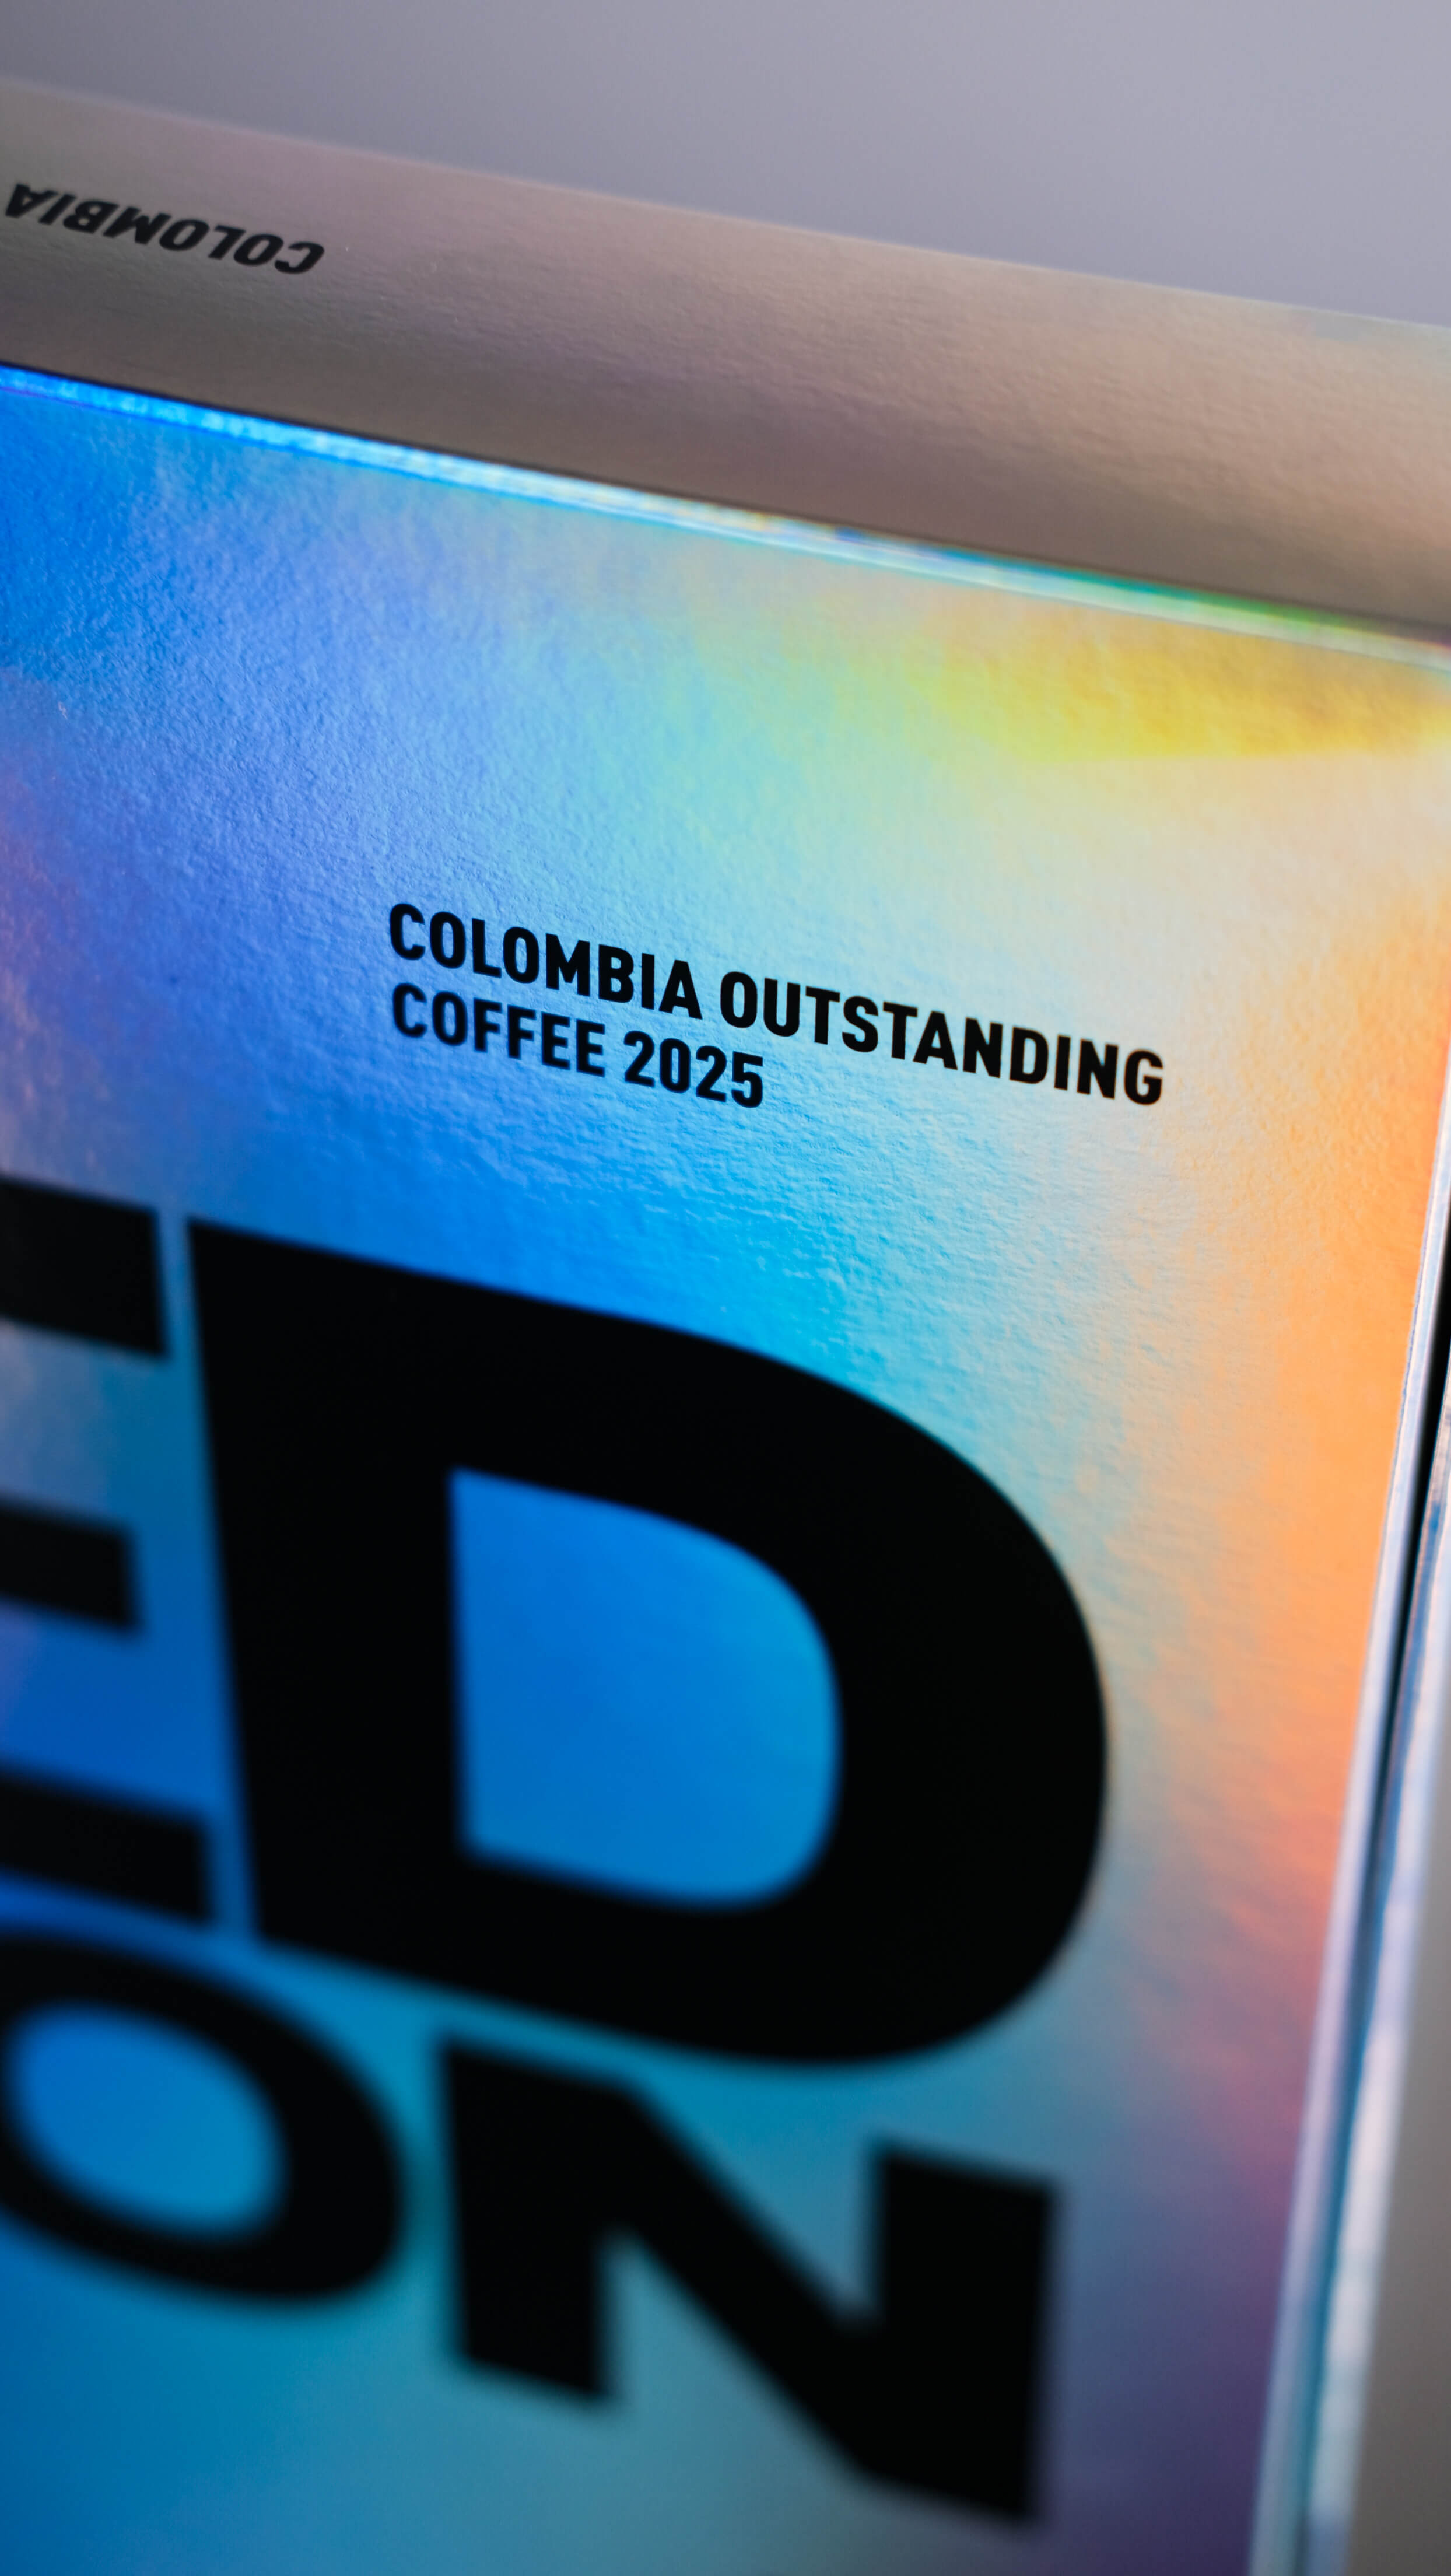 COLOMBIA
COLOMBIA OUTSTANDING
COFFEE 2025
ED
ON